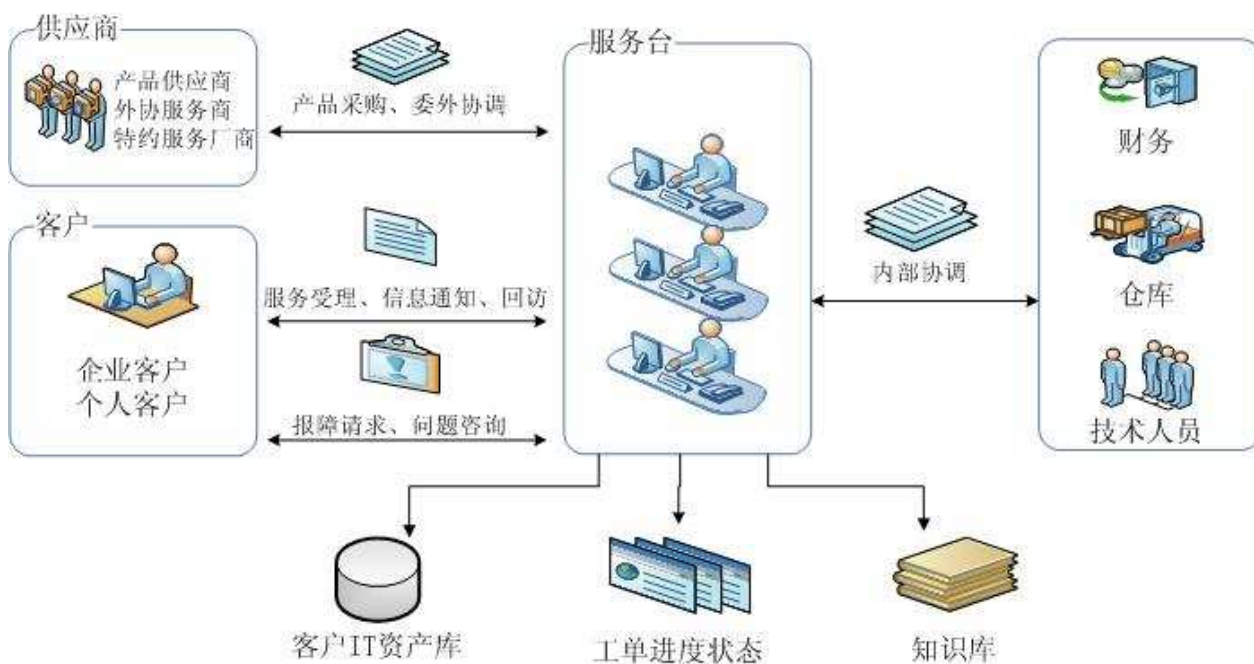 供应商
产品供应商
外协服务商
特约服务厂商
产品采购、委外协调
服务台
财务
仓库
技术人员
内部协调
客户
企业客户
个人客户
服务受理、信息通知、回访
报障请求、问题咨询
客户IT资产库
工单进度状态
知识库